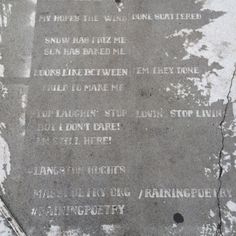 MY HOPES THE WIND DONE SCATTERED
SNOW HAS FRIZ ME
SUN HAS BAKED ME
LOOKS LIKE BETWEEN 'EM THEY DONE
TRIED TO MAKE ME
STOP LAUGHIN' STOP LOVIN' STOP LIVIN'
BUT I DON'T CARE!
I'M STILL HERE!
LANGSTON HUGHES
MASSPOETRY.ORG /RAININGPOETRY
#RAININGPOETRY